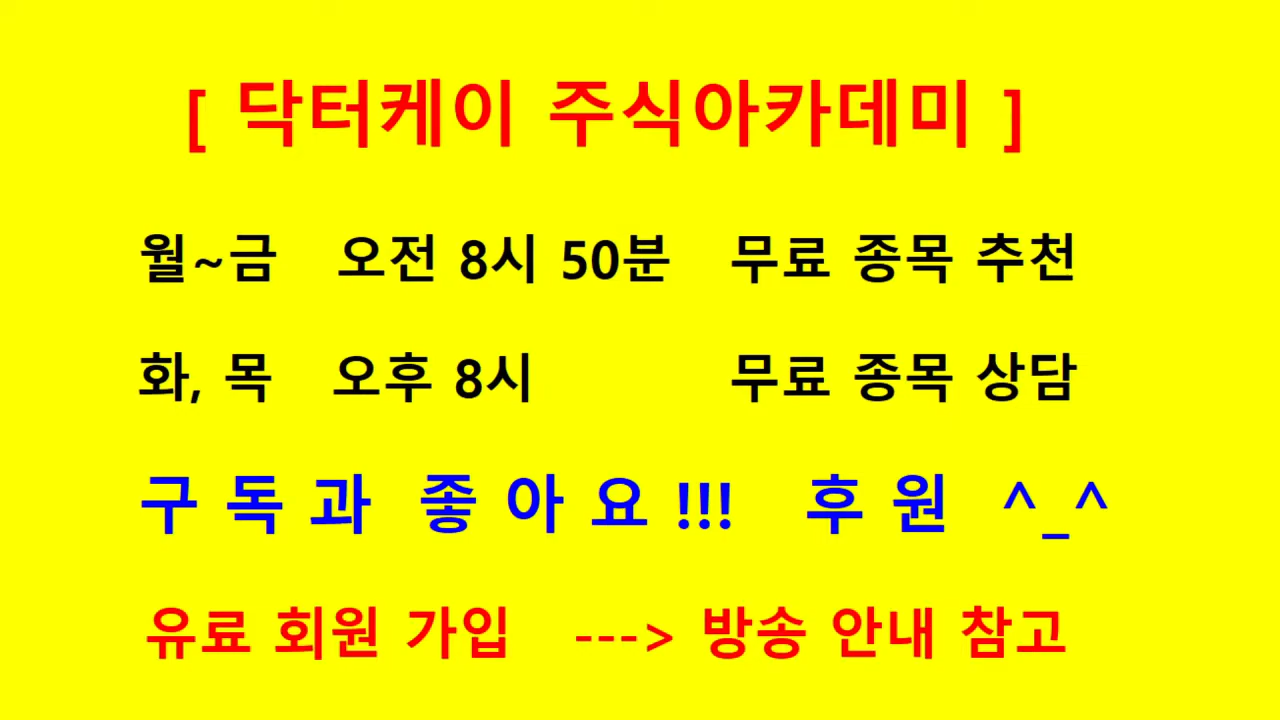 [ 닥터케이 주식아카데미 ]
월~금 오전 8시 50분 무료 종목 추천
화, 목 오후 8시 무료 종목 상담
구 독 과 좋 아 요 !!! 후 원 ^_^
유료 회원 가입 ---> 방송 안내 참고